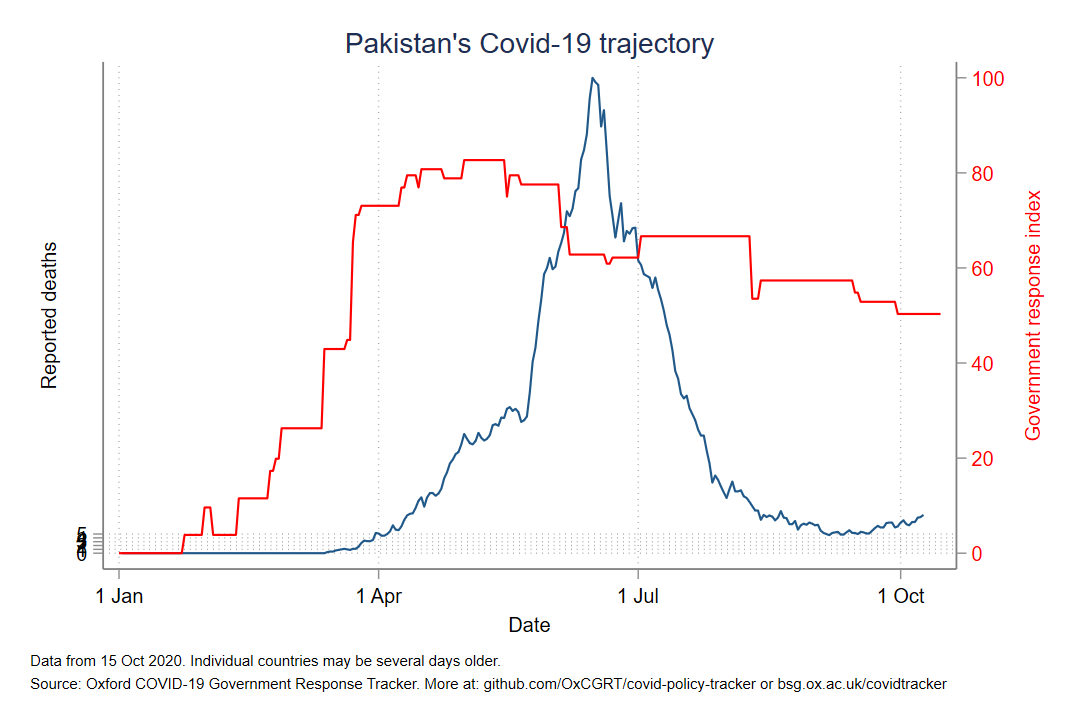 Pakistan's Covid-19 trajectory
100
80
60
40
20
0
Government response index
Reported deaths
5
0
1 Jan
1 Apr
1 Jul
1 Oct
Date
Data from 15 Oct 2020. Individual countries may be several days older.
Source: Oxford COVID-19 Government Response Tracker. More at: github.com/OxCGRT/covid-policy-tracker or bsg.ox.ac.uk/covidtracker